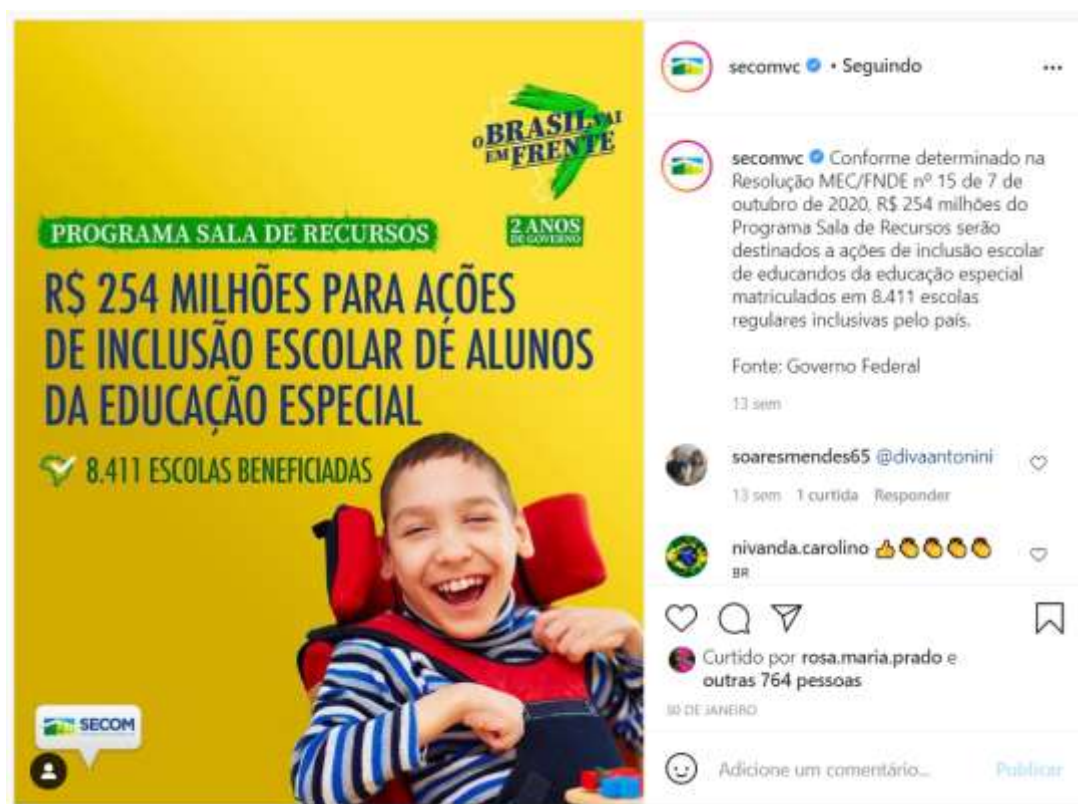 O BRASIL VAI
EM FRENTE
2 ANOS
DE GOVERNO
PROGRAMA SALA DE RECURSOS
R$ 254 MILHÕES PARA AÇÕES
DE INCLUSÃO ESCOLAR DE ALUNOS
DA EDUCAÇÃO ESPECIAL
8.411 ESCOLAS BENEFICIADAS
SECOM
secomvc • Seguindo
secomvc Conforme determinado na
Resolução MEC/FNDE nº 15 de 7 de
outubro de 2020, R$ 254 milhões do
Programa Sala de Recursos serão
destinados a ações de inclusão escolar
de educandos da educação especial
matriculados em 8.411 escolas
regulares inclusivas pelo país.
Fonte: Governo Federal
13 sem
soaresmendes65 @divaantonini
13 sem 1 curtida Responder
nivanda.carolino 👍👏👏👏👏
BR
Curtido por rosa.maria.prado e
outras 764 pessoas
30 DE JANEIRO
Adicione um comentário... Publicar